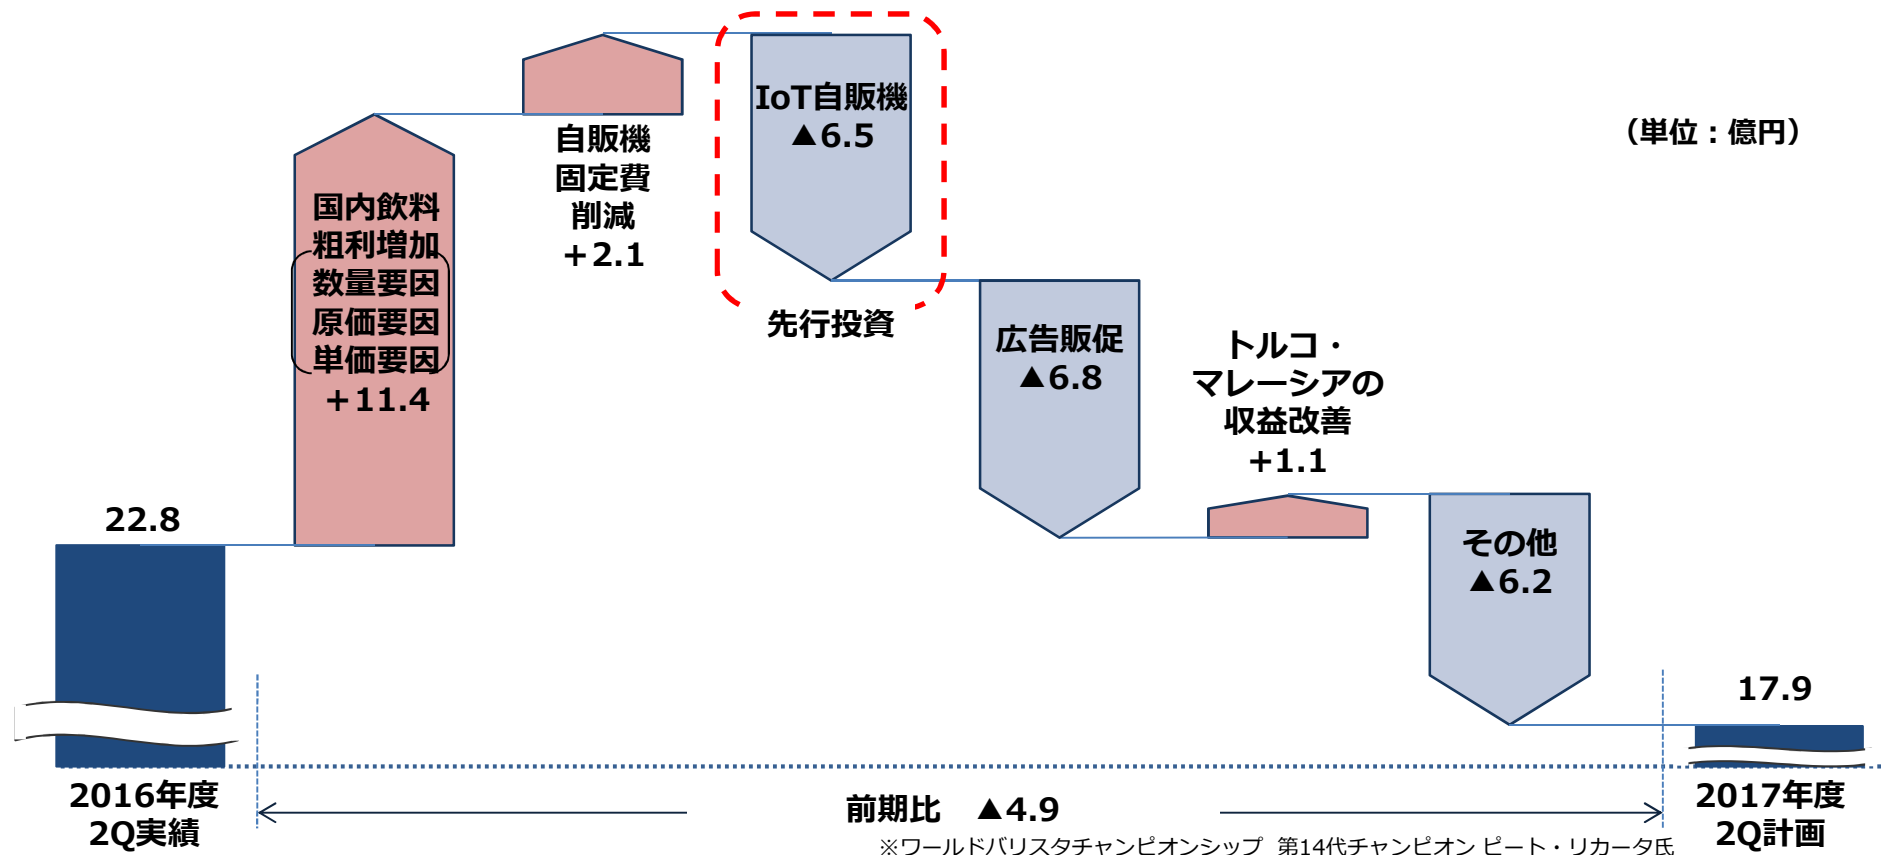 (単位：億円)
22.8
国内飲料
粗利増加
数量要因
原価要因
単価要因
＋11.4
自販機
固定費
削減
＋2.1
IoT自販機
▲6.5
先行投資
広告販促
▲6.8
トルコ・
マレーシアの
収益改善
+1.1
その他
▲6.2
17.9
2016年度
2Q実績
前期比　▲4.9
2017年度
2Q計画
※ワールドバリスタチャンピオンシップ 第14代チャンピオン ピート・リカータ氏